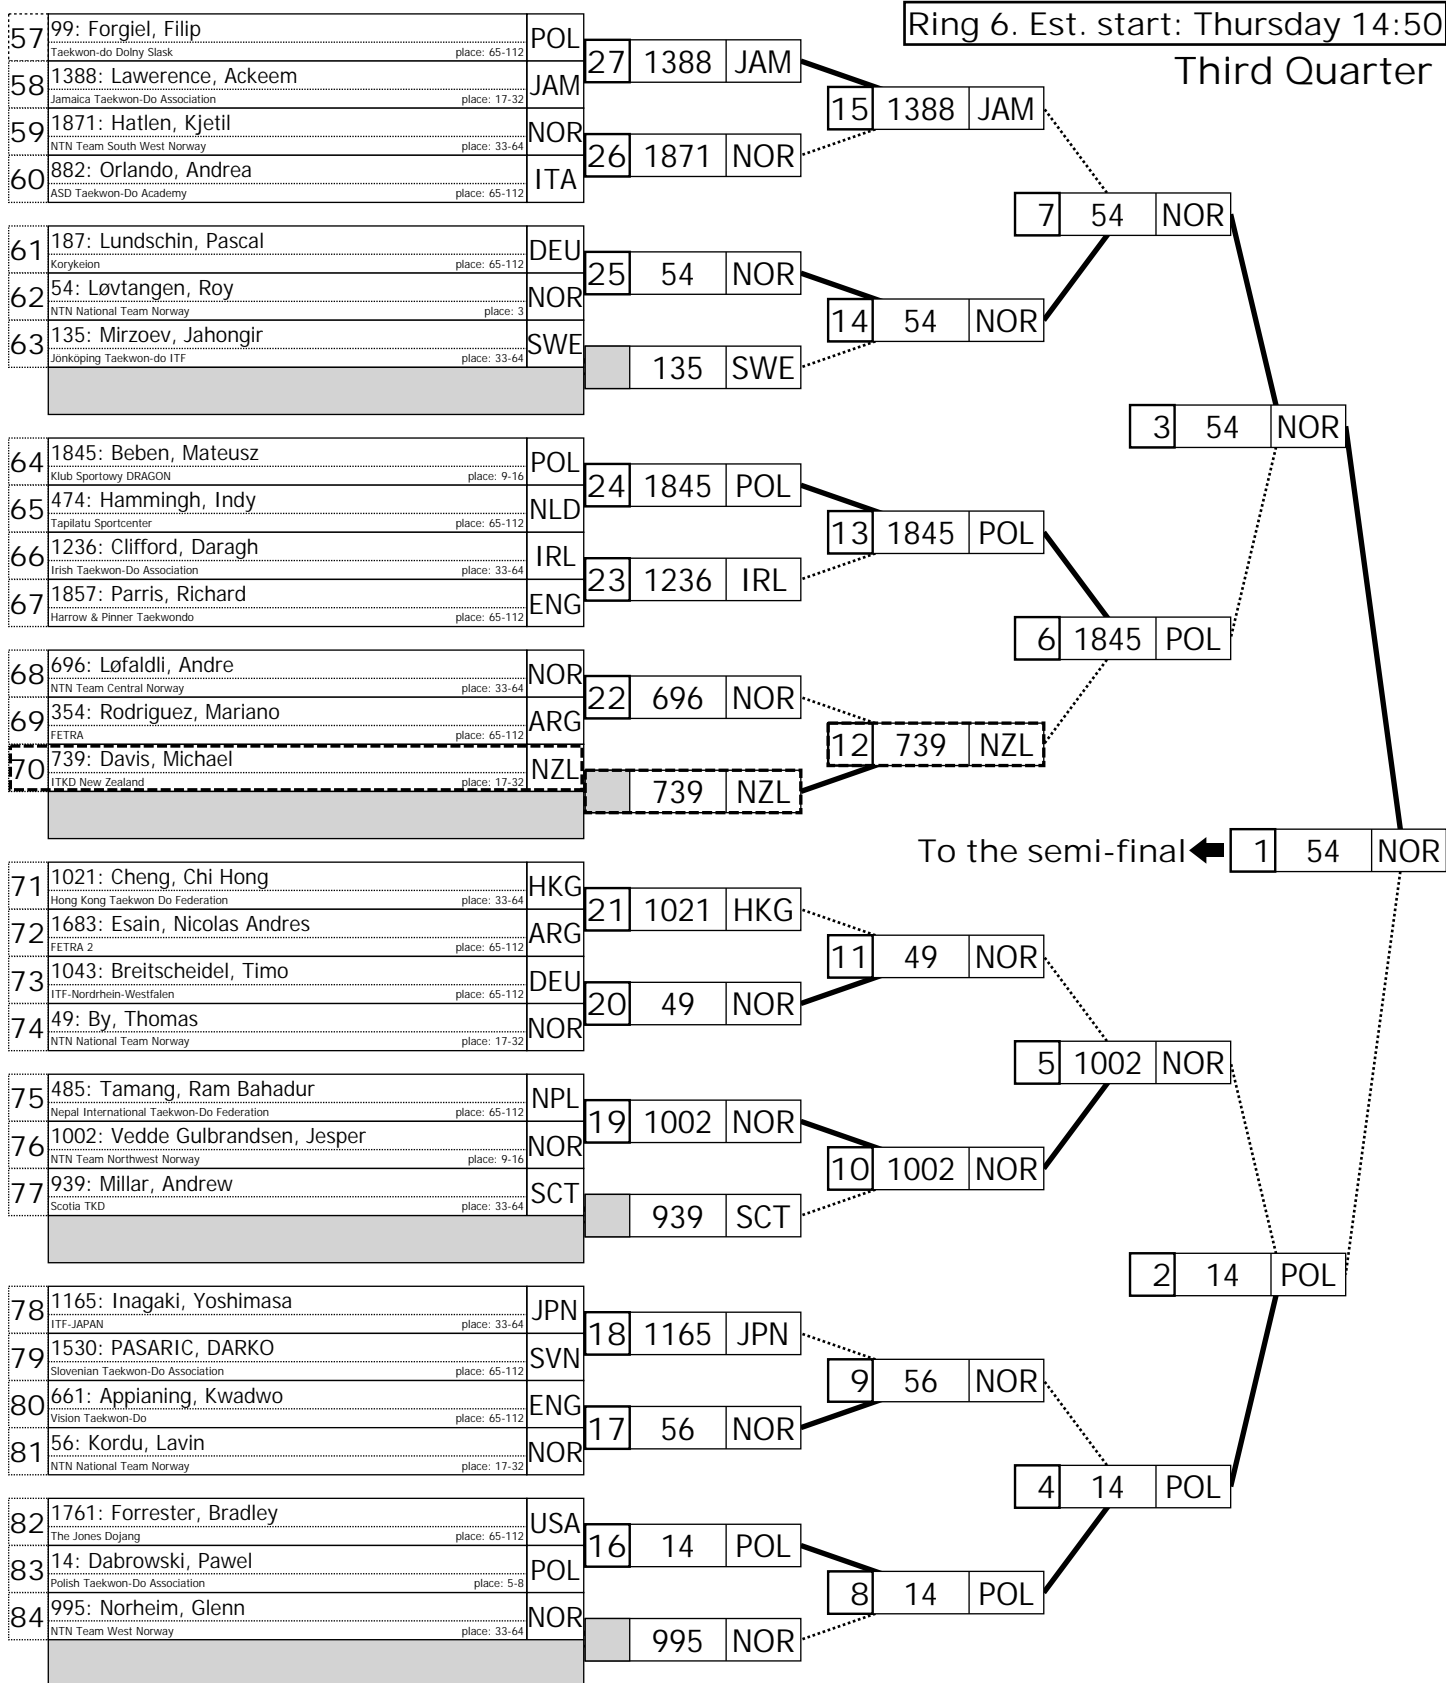 Ring 6. Est. start: Thursday 14:50
Third Quarter
57 99: Forgiel, Filip POL
Taekwon-do Dolny Slask place: 65-112
27 1388 JAM
58 1388: Lawerence, Ackeem JAM
Jamaica Taekwon-Do Association place: 17-32
15 1388 JAM
59 1871: Hatlen, Kjetil NOR
NTN Team South West Norway place: 33-64
26 1871 NOR
60 882: Orlando, Andrea ITA
ASD Taekwon-Do Academy place: 65-112
7 54 NOR
61 187: Lundschin, Pascal DEU
Korykeion place: 65-112
25 54 NOR
62 54: Løvtangen, Roy NOR
NTN National Team Norway place: 3
14 54 NOR
63 135: Mirzoev, Jahongir SWE
Jönköping Taekwon-do ITF place: 33-64
135 SWE
3 54 NOR
64 1845: Beben, Mateusz POL
Klub Sportowy DRAGON place: 9-16
24 1845 POL
65 474: Hammingh, Indy NLD
Tapilatu Sportcenter place: 65-112
13 1845 POL
66 1236: Clifford, Daragh IRL
Irish Taekwon-Do Association place: 33-64
23 1236 IRL
67 1857: Parris, Richard ENG
Harrow & Pinner Taekwondo place: 65-112
6 1845 POL
68 696: Løfaldli, Andre NOR
NTN Team Central Norway place: 33-64
22 696 NOR
69 354: Rodriguez, Mariano ARG
FETRA place: 65-112
12 739 NZL
70 739: Davis, Michael NZL
ITKD New Zealand place: 17-32
739 NZL
To the semi-final 1 54 NOR
71 1021: Cheng, Chi Hong HKG
Hong Kong Taekwon Do Federation place: 33-64
21 1021 HKG
72 1683: Esain, Nicolas Andres ARG
FETRA 2 place: 65-112
11 49 NOR
73 1043: Breitscheidel, Timo DEU
ITF-Nordrhein-Westfalen place: 65-112
20 49 NOR
74 49: By, Thomas NOR
NTN National Team Norway place: 17-32
5 1002 NOR
75 485: Tamang, Ram Bahadur NPL
Nepal International Taekwon-Do Federation place: 65-112
19 1002 NOR
76 1002: Vedde Gulbrandsen, Jesper NOR
NTN Team Northwest Norway place: 9-16
10 1002 NOR
77 939: Millar, Andrew SCT
Scotia TKD place: 33-64
939 SCT
2 14 POL
78 1165: Inagaki, Yoshimasa JPN
ITF-JAPAN place: 33-64
18 1165 JPN
79 1530: PASARIC, DARKO SVN
Slovenian Taekwon-Do Association place: 65-112
9 56 NOR
80 661: Appianing, Kwadwo ENG
Vision Taekwon-Do place: 65-112
17 56 NOR
81 56: Kordu, Lavin NOR
NTN National Team Norway place: 17-32
4 14 POL
82 1761: Forrester, Bradley USA
The Jones Dojang place: 65-112
16 14 POL
83 14: Dabrowski, Pawel POL
Polish Taekwon-Do Association place: 5-8
8 14 POL
84 995: Norheim, Glenn NOR
NTN Team West Norway place: 33-64
995 NOR